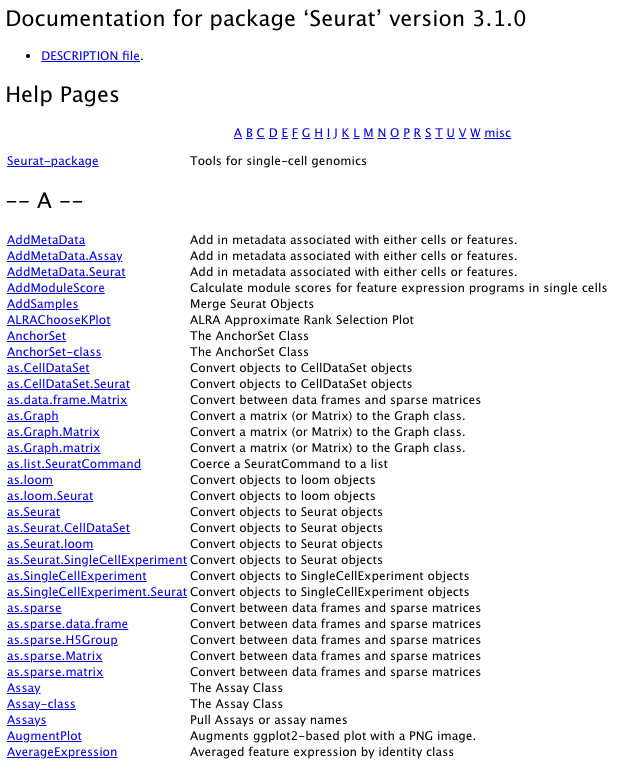 Documentation for package ‘Seurat’ version 3.1.0
• DESCRIPTION file.
Help Pages
A B C D E F G H I J K L M N O P R S T U V W misc
Seurat-package Tools for single-cell genomics
-- A --
AddMetaData Add in metadata associated with either cells or features.
AddMetaData.Assay Add in metadata associated with either cells or features.
AddMetaData.Seurat Add in metadata associated with either cells or features.
AddModuleScore Calculate module scores for feature expression programs in single cells
AddSamples Merge Seurat Objects
ALRAChooseKPlot ALRA Approximate Rank Selection Plot
AnchorSet The AnchorSet Class
AnchorSet-class The AnchorSet Class
as.CellDataSet Convert objects to CellDataSet objects
as.CellDataSet.Seurat Convert objects to CellDataSet objects
as.data.frame.Matrix Convert between data frames and sparse matrices
as.Graph Convert a matrix (or Matrix) to the Graph class.
as.Graph.Matrix Convert a matrix (or Matrix) to the Graph class.
as.Graph.matrix Convert a matrix (or Matrix) to the Graph class.
as.list.SeuratCommand Coerce a SeuratCommand to a list
as.loom Convert objects to loom objects
as.loom.Seurat Convert objects to loom objects
as.Seurat Convert objects to Seurat objects
as.Seurat.CellDataSet Convert objects to Seurat objects
as.Seurat.loom Convert objects to Seurat objects
as.Seurat.SingleCellExperiment Convert objects to Seurat objects
as.SingleCellExperiment Convert objects to SingleCellExperiment objects
as.SingleCellExperiment.Seurat Convert objects to SingleCellExperiment objects
as.sparse Convert between data frames and sparse matrices
as.sparse.data.frame Convert between data frames and sparse matrices
as.sparse.H5Group Convert between data frames and sparse matrices
as.sparse.Matrix Convert between data frames and sparse matrices
as.sparse.matrix Convert between data frames and sparse matrices
Assay The Assay Class
Assay-class The Assay Class
Assays Pull Assays or assay names
AugmentPlot Augments ggplot2-based plot with a PNG image.
AverageExpression Averaged feature expression by identity class